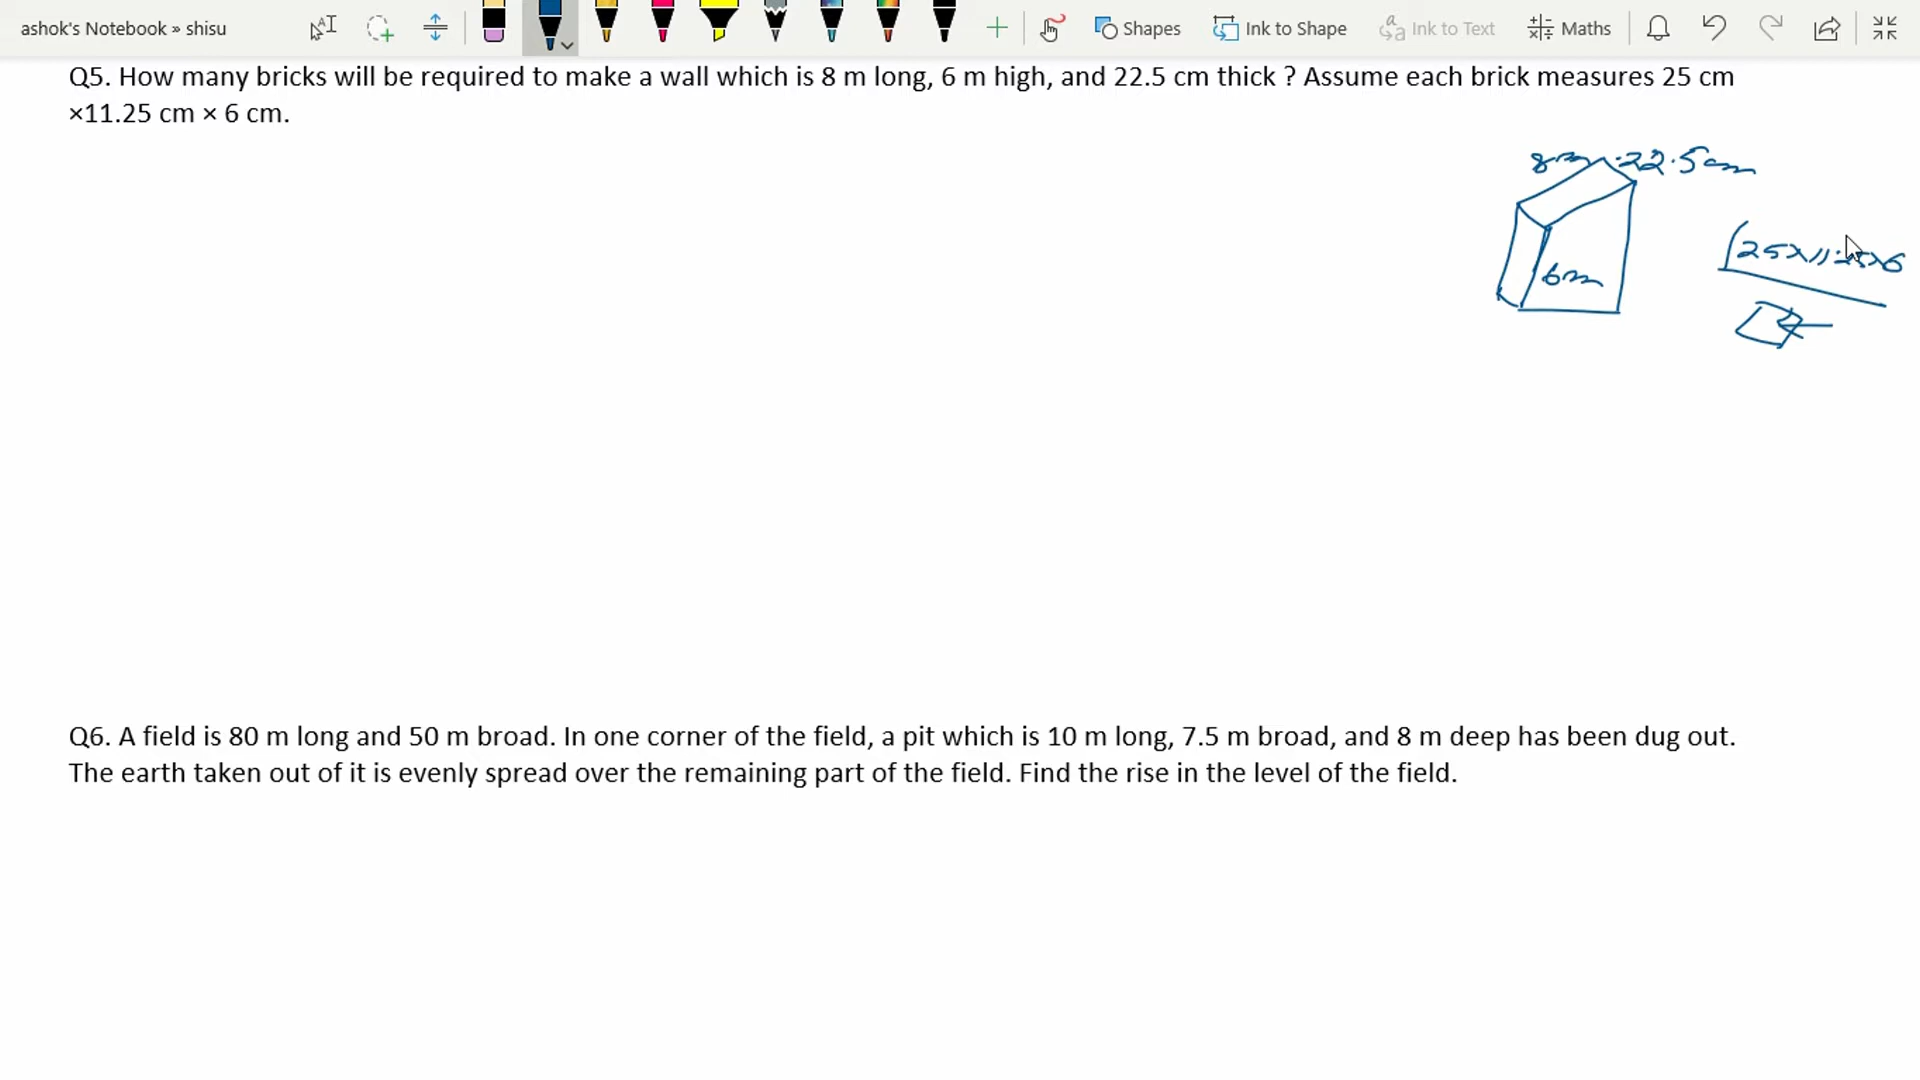 ashok's Notebook » shisu
Shapes
Ink to Shape
Ink to Text
Maths
Q5. How many bricks will be required to make a wall which is 8 m long, 6 m high, and 22.5 cm thick ? Assume each brick measures 25 cm
×11.25 cm × 6 cm.
8m 22.5cm
6m
(25×11.25×6
Q6. A field is 80 m long and 50 m broad. In one corner of the field, a pit which is 10 m long, 7.5 m broad, and 8 m deep has been dug out.
The earth taken out of it is evenly spread over the remaining part of the field. Find the rise in the level of the field.